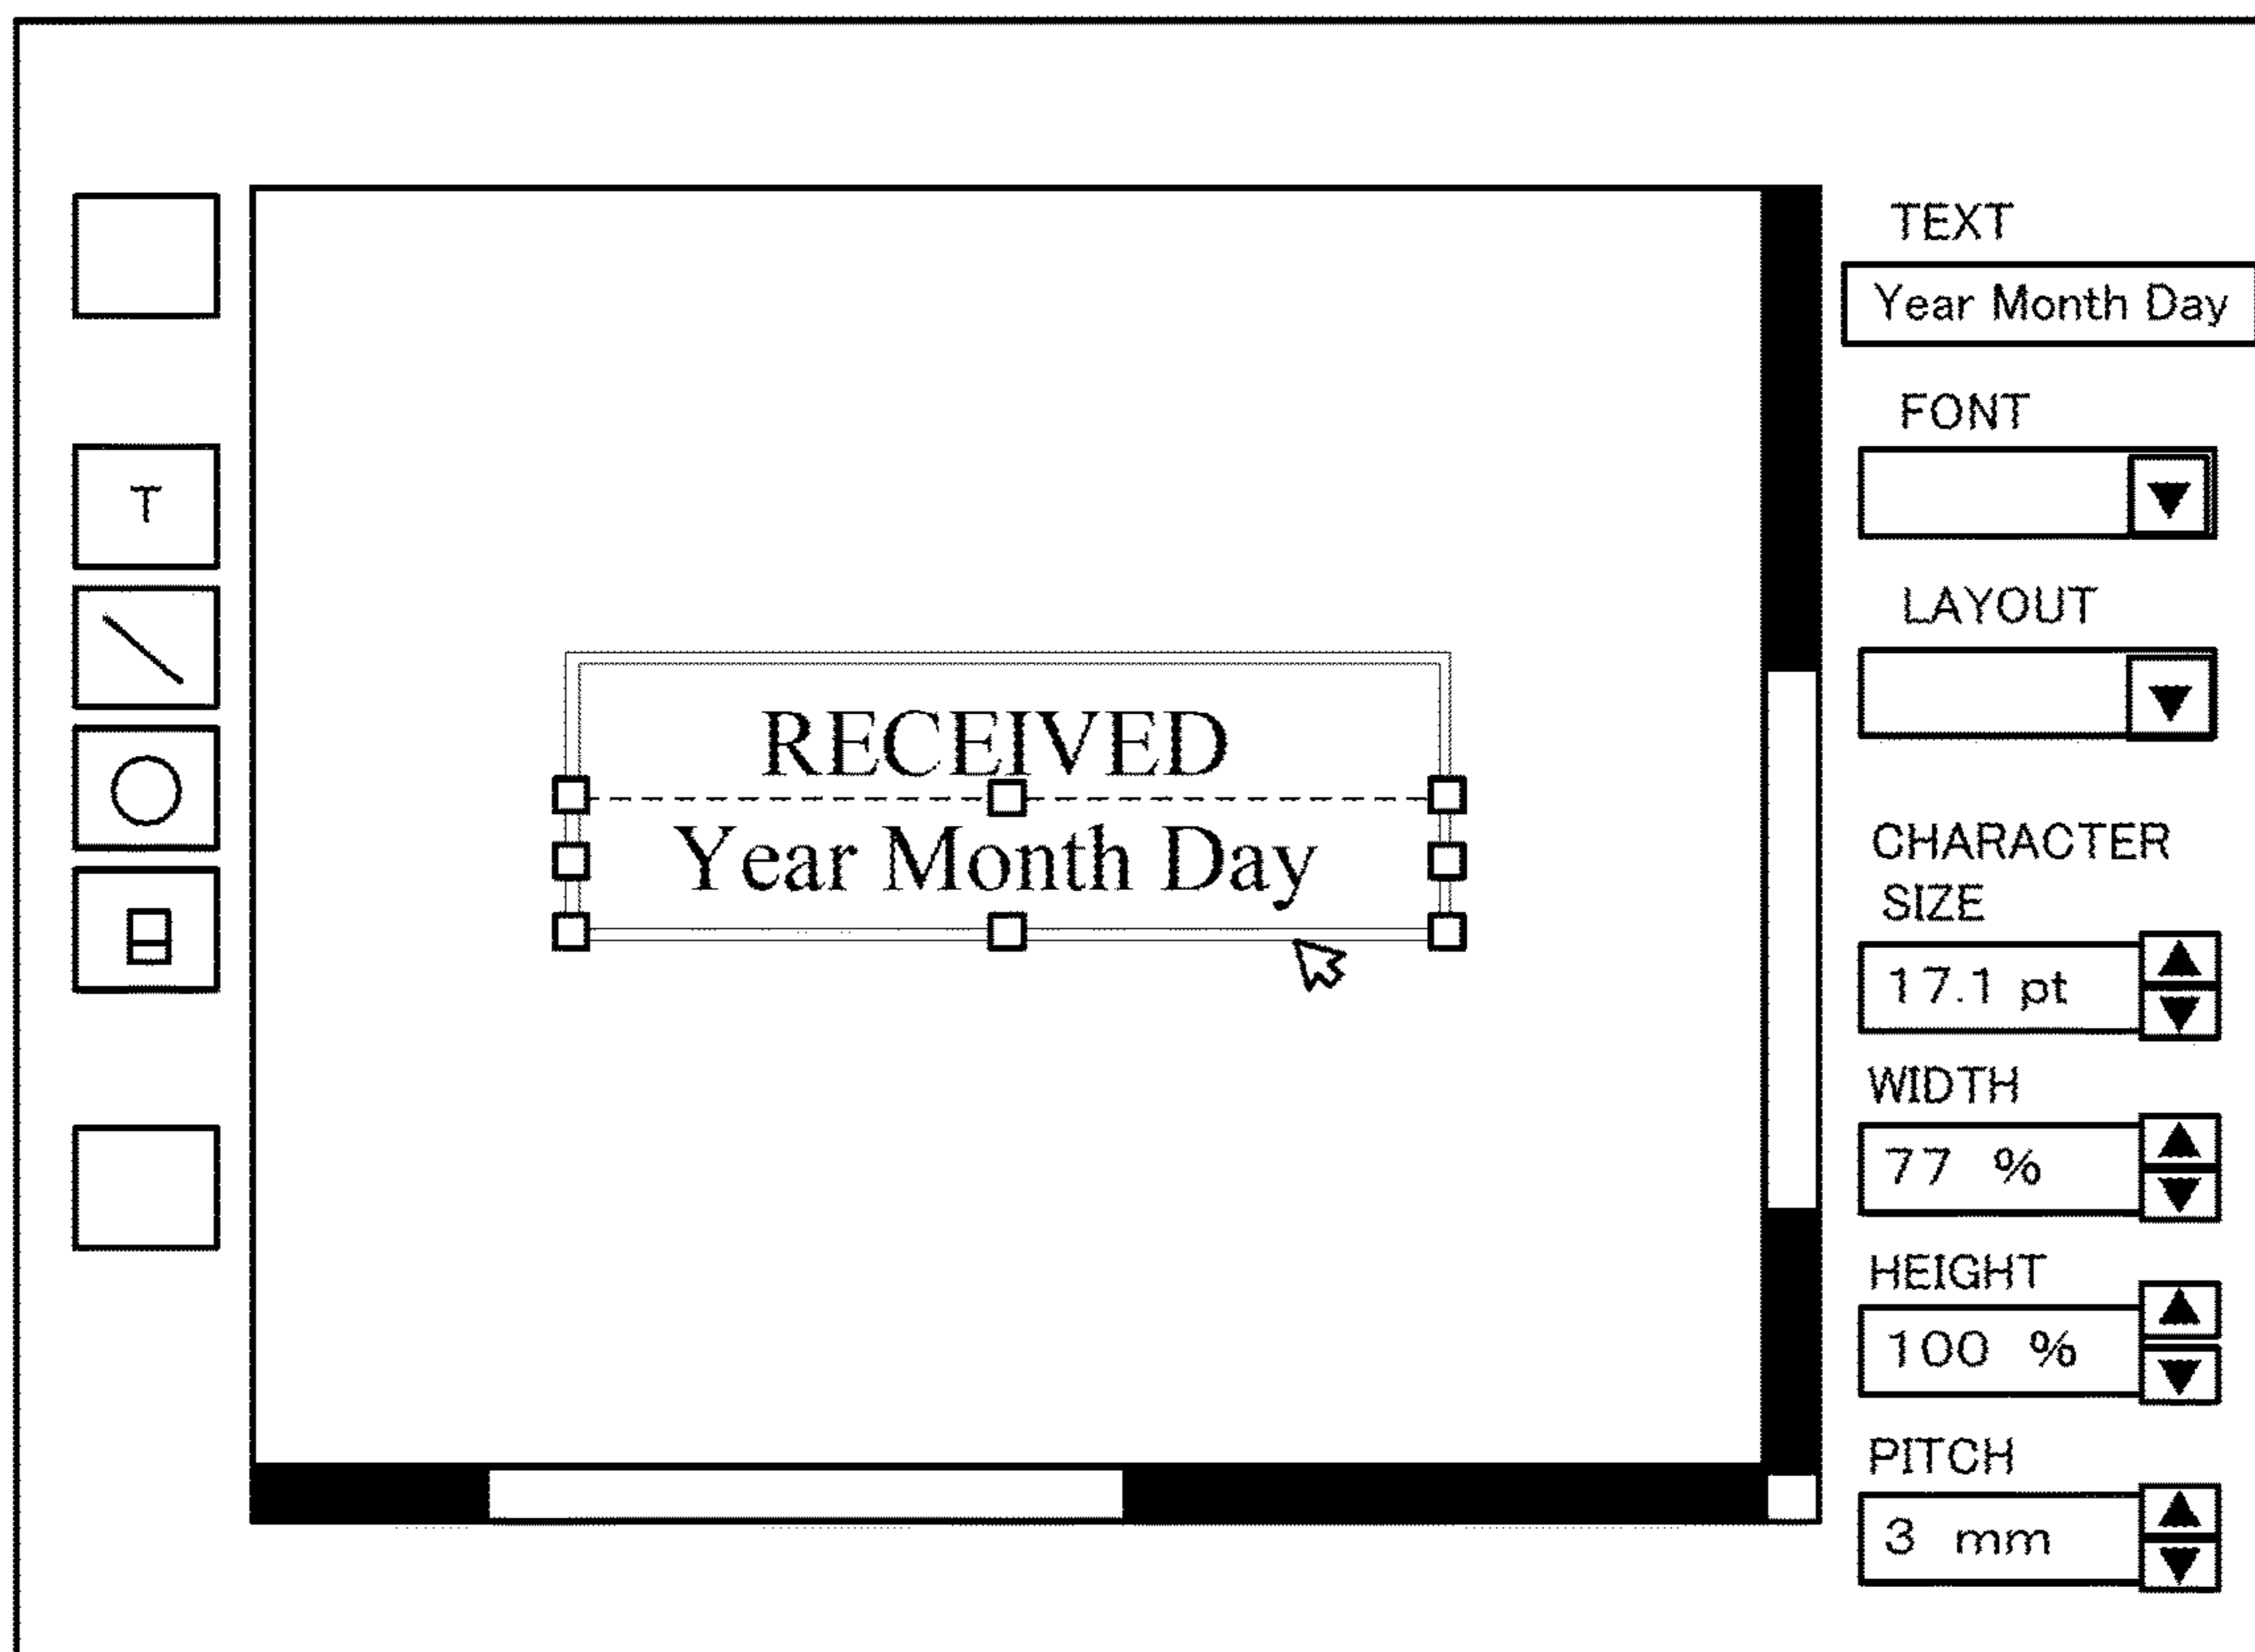 T
RECEIVED
Year Month Day
TEXT
Year Month Day
FONT
LAYOUT
CHARACTER
SIZE
17.1 pt
WIDTH
77 %
HEIGHT
100 %
PITCH
3 mm